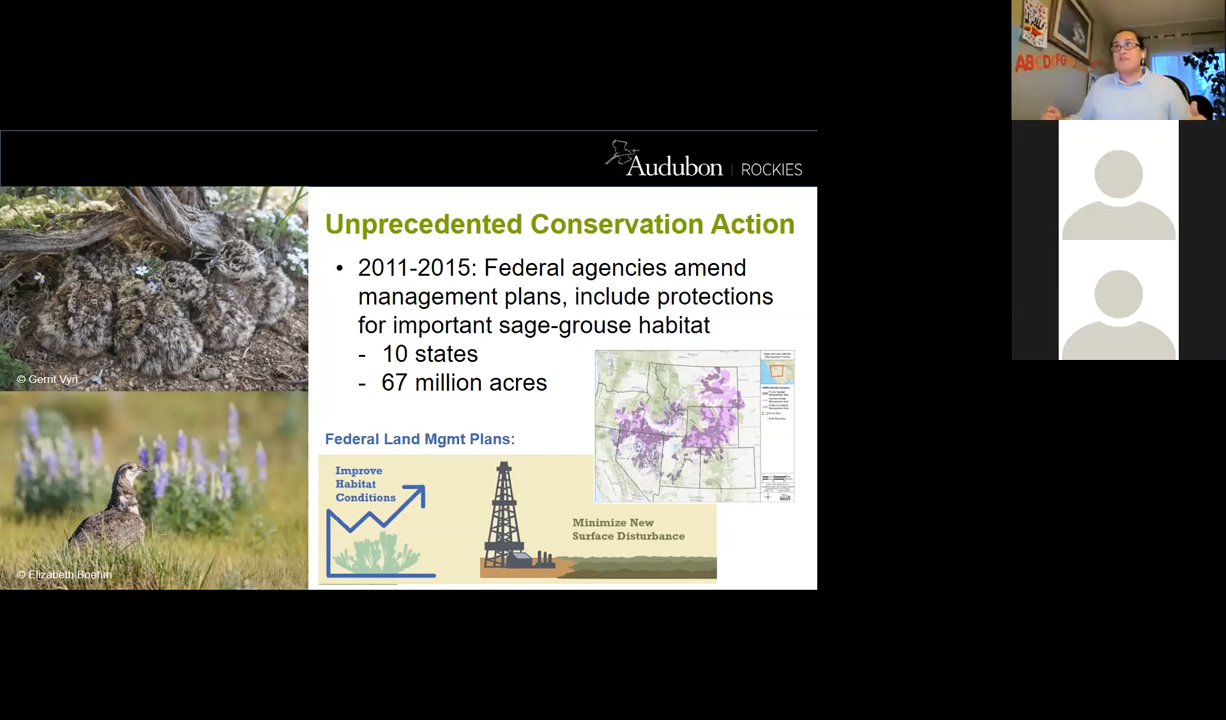 Audubon | ROCKIES
Unprecedented Conservation Action
• 2011-2015: Federal agencies amend
management plans, include protections
for important sage-grouse habitat
- 10 states
- 67 million acres
Federal Land Mgmt Plans:
Improve
Habitat
Conditions
Minimize New
Surface Disturbance
© Gerrit Vyn
© Elizabeth Boehm
ABCDEFG